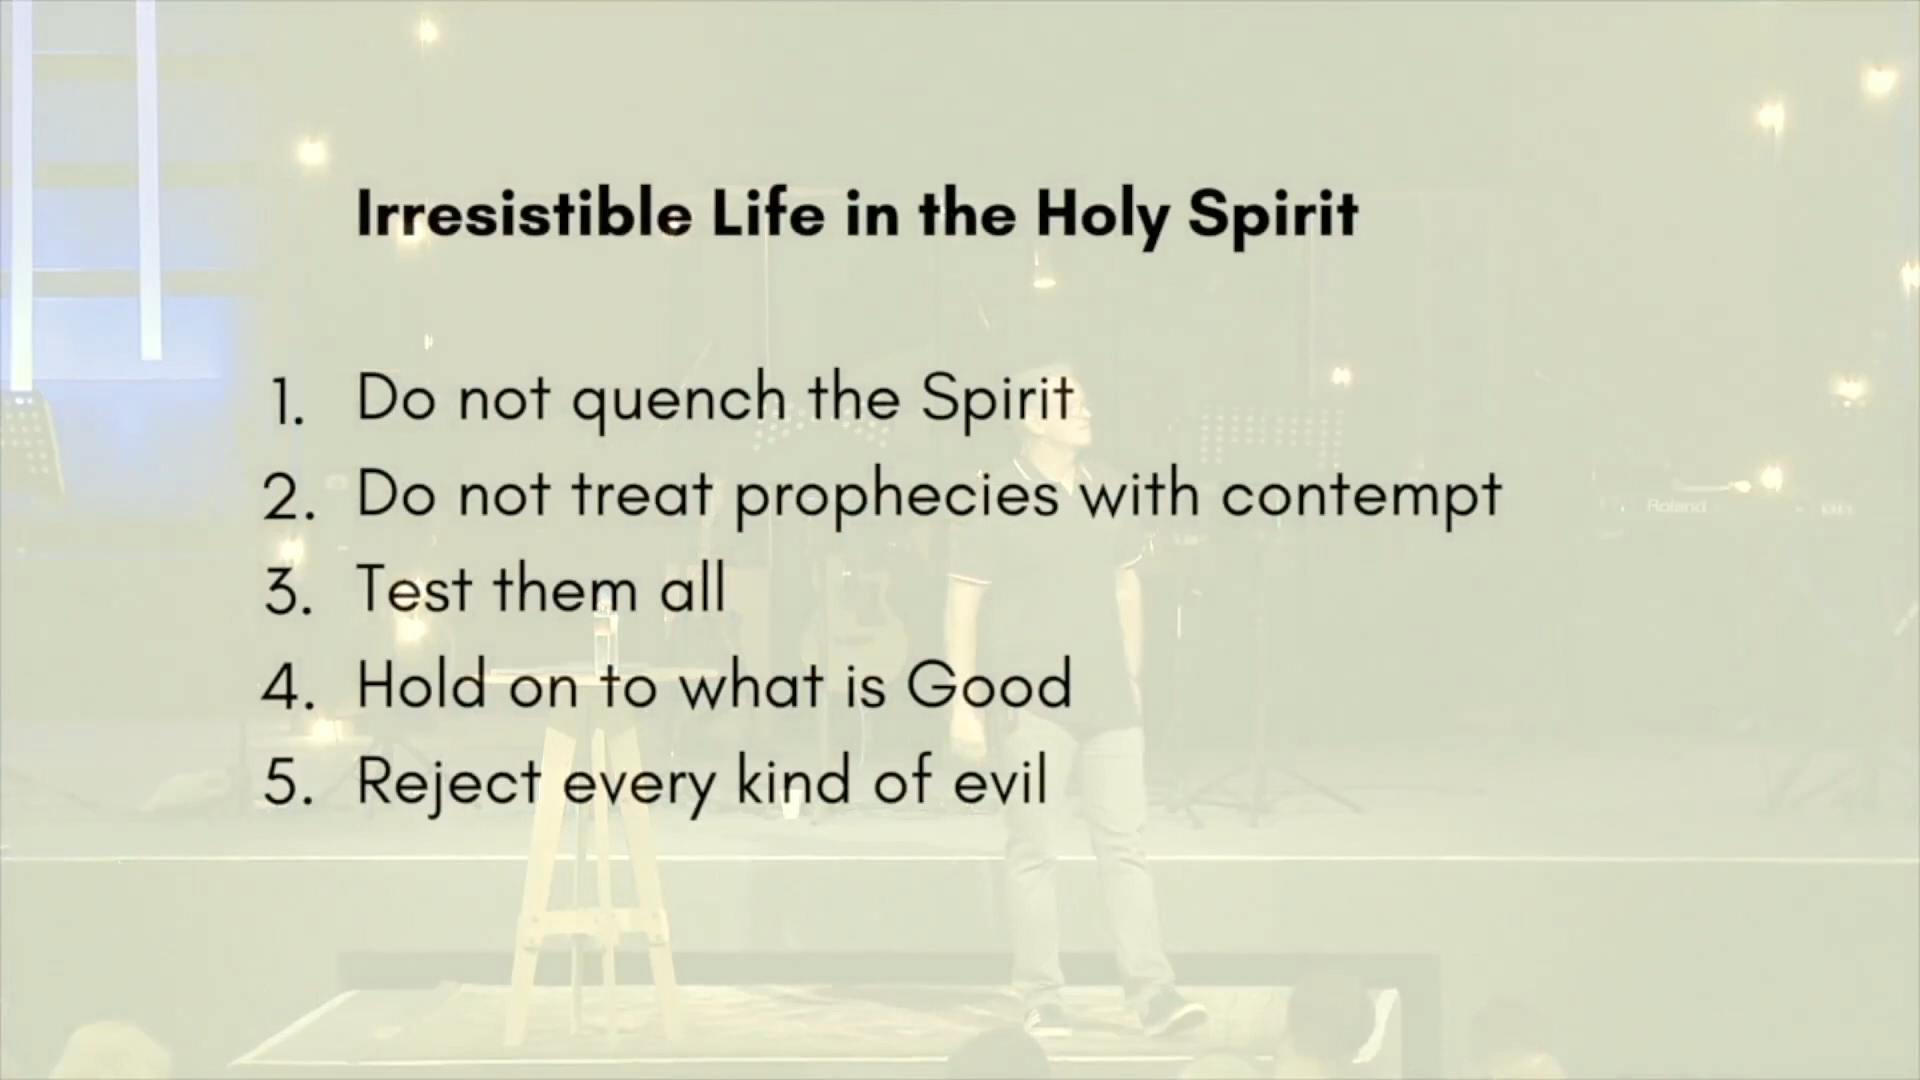 Irresistible Life in the Holy Spirit
1. Do not quench the Spirit
2. Do not treat prophecies with contempt
3. Test them all
4. Hold on to what is Good
5. Reject every kind of evil
Roland